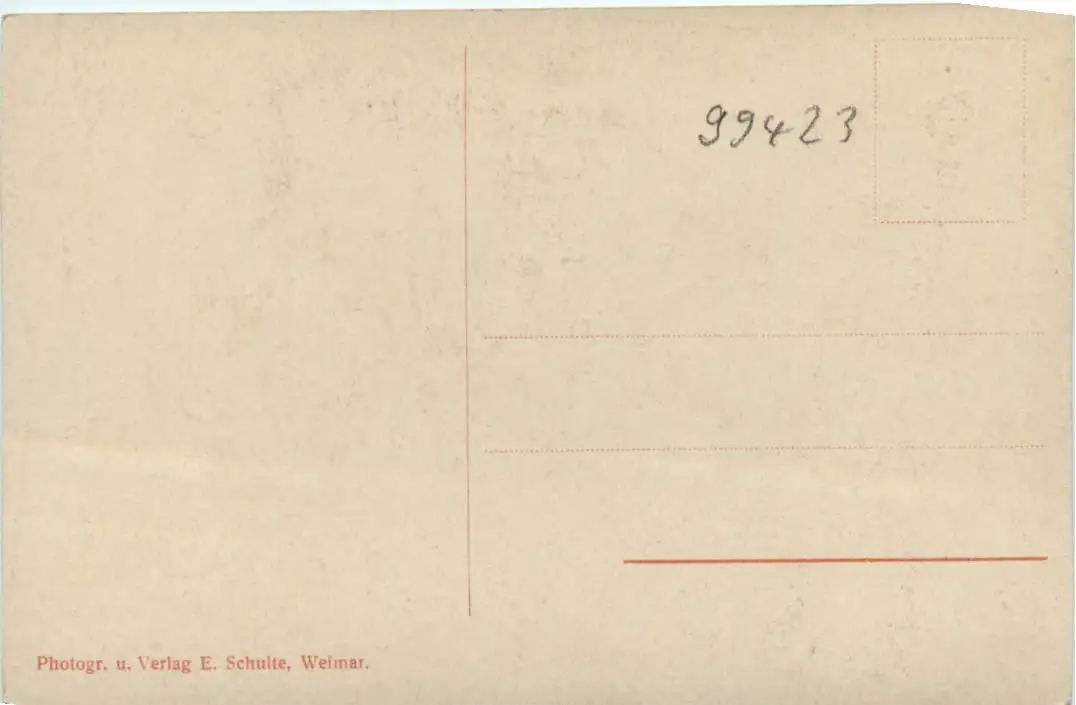 99423
Photogr. u. Verlag E. Schulte, Weimar.